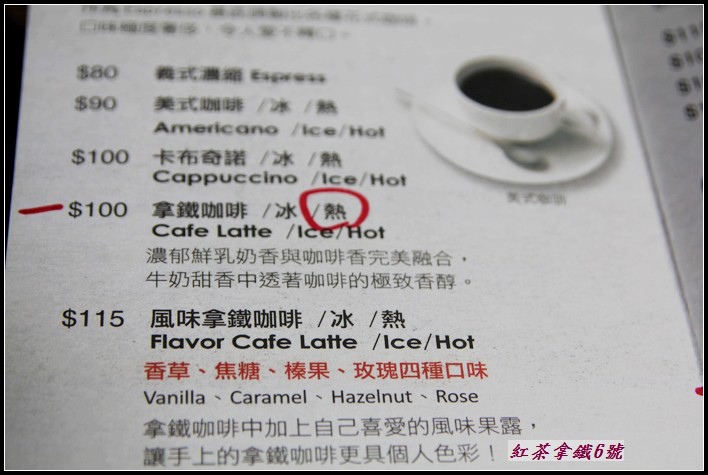 $80 義式濃縮 Espress
$90 美式咖啡 /冰 /熱
Americano /Ice/Hot
$100 卡布奇諾 /冰 /熱
Cappuccino /Ice/Hot
美式咖啡
$100 拿鐵咖啡 /冰 /熱
Cafe Latte /Ice/Hot
濃郁鮮乳奶香與咖啡香完美融合，
牛奶甜香中透著咖啡的極致香醇。
$115 風味拿鐵咖啡 /冰 /熱
Flavor Cafe Latte /Ice/Hot
香草、焦糖、榛果、玫瑰四種口味
Vanilla、Caramel、Hazelnut、Rose
拿鐵咖啡中加上自己喜愛的風味果露，
讓手上的拿鐵咖啡更具個人色彩！
紅茶拿鐵6號